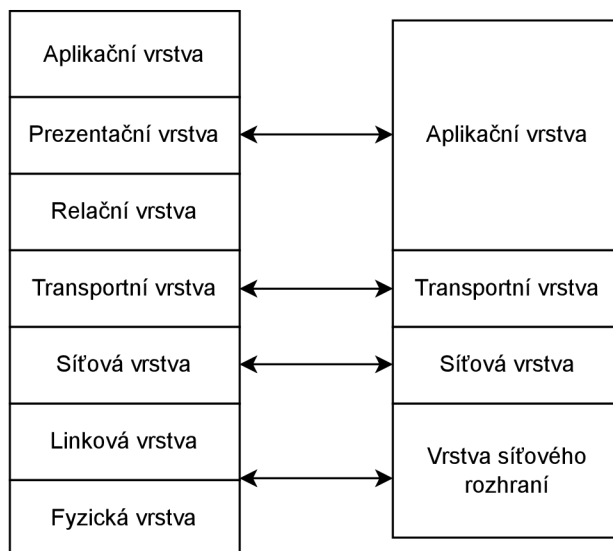 Aplikační vrstva
Prezentační vrstva
Relační vrstva
Transportní vrstva
Síťová vrstva
Linková vrstva
Fyzická vrstva
Aplikační vrstva
Transportní vrstva
Síťová vrstva
Vrstva síťového
rozhraní